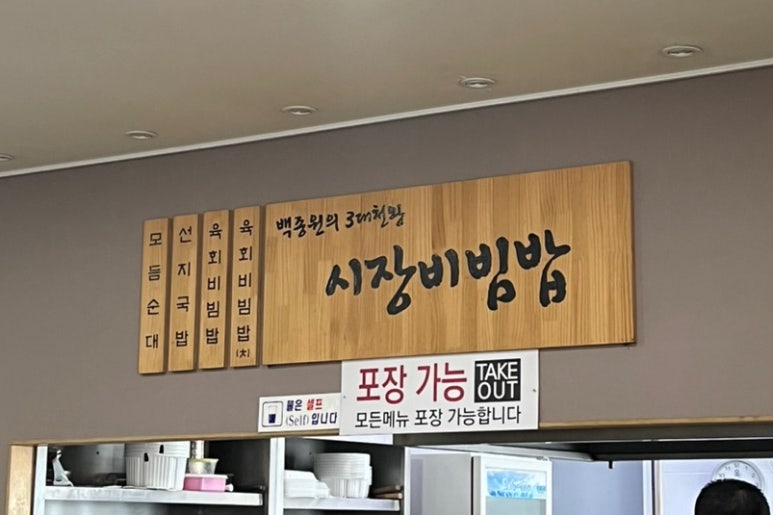 모듬순대
선지국밥
육회비빔밥
육회비빔밥(大)
백종원의 3대천왕
시장비빔밥
포장 가능 TAKE OUT
모든메뉴 포장 가능합니다
물은 셀프
(Self)입니다